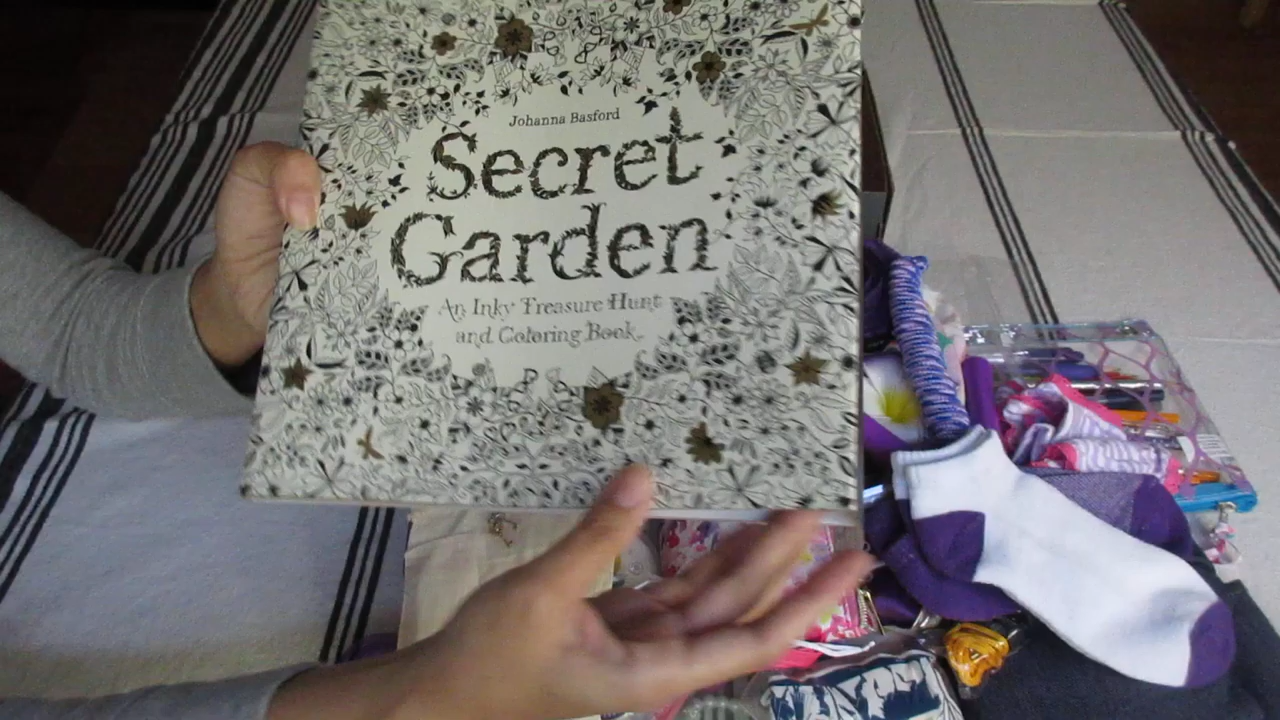 Johanna Basford
Secret
Garden
An Inky Treasure Hunt
and Coloring Book